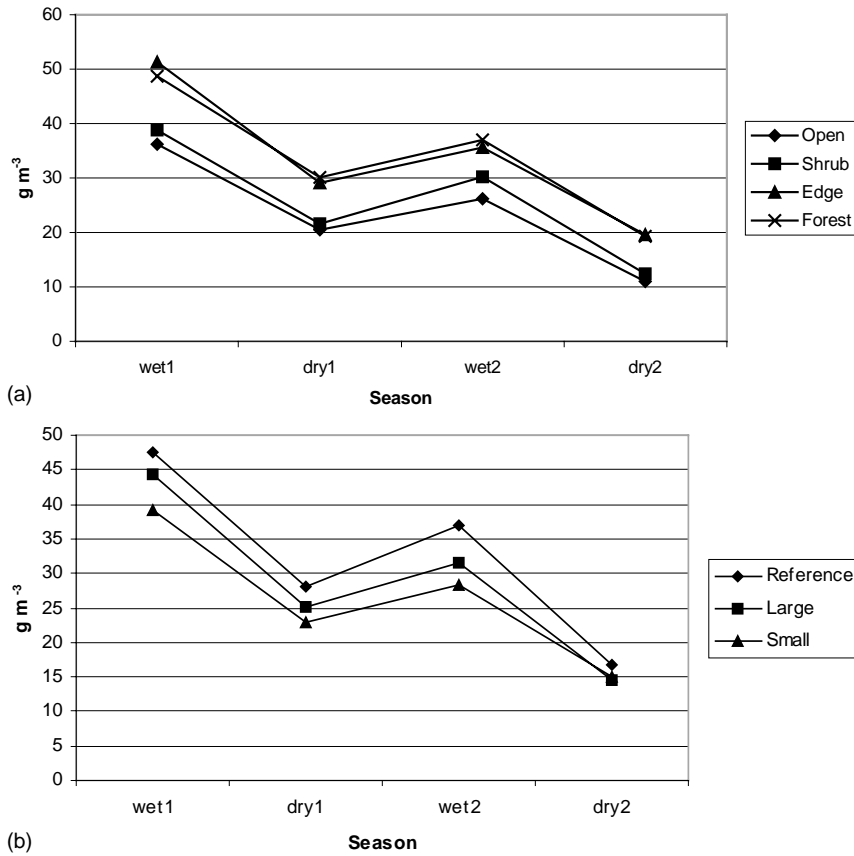 60
50
40
30
20
10
0
g m-3
wet1 dry1 wet2 dry2
Season
Open
Shrub
Edge
Forest
(a)
50
45
40
35
30
25
20
15
10
5
0
g m-3
wet1 dry1 wet2 dry2
Season
Reference
Large
Small
(b)